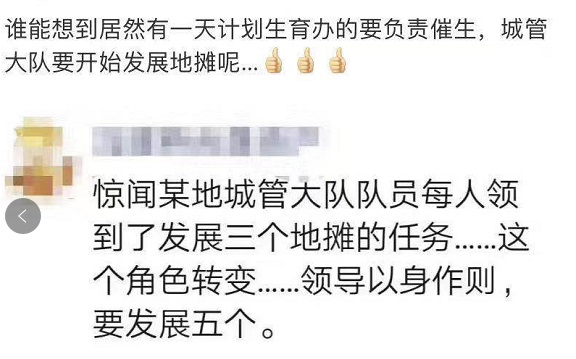 谁能想到居然有一天计划生育办的要负责催生，城管
大队要开始发展地摊呢...👍👍👍
惊闻某地城管大队队员每人领
到了发展三个地摊的任务……这
个角色转变……领导以身作则，
要发展五个。